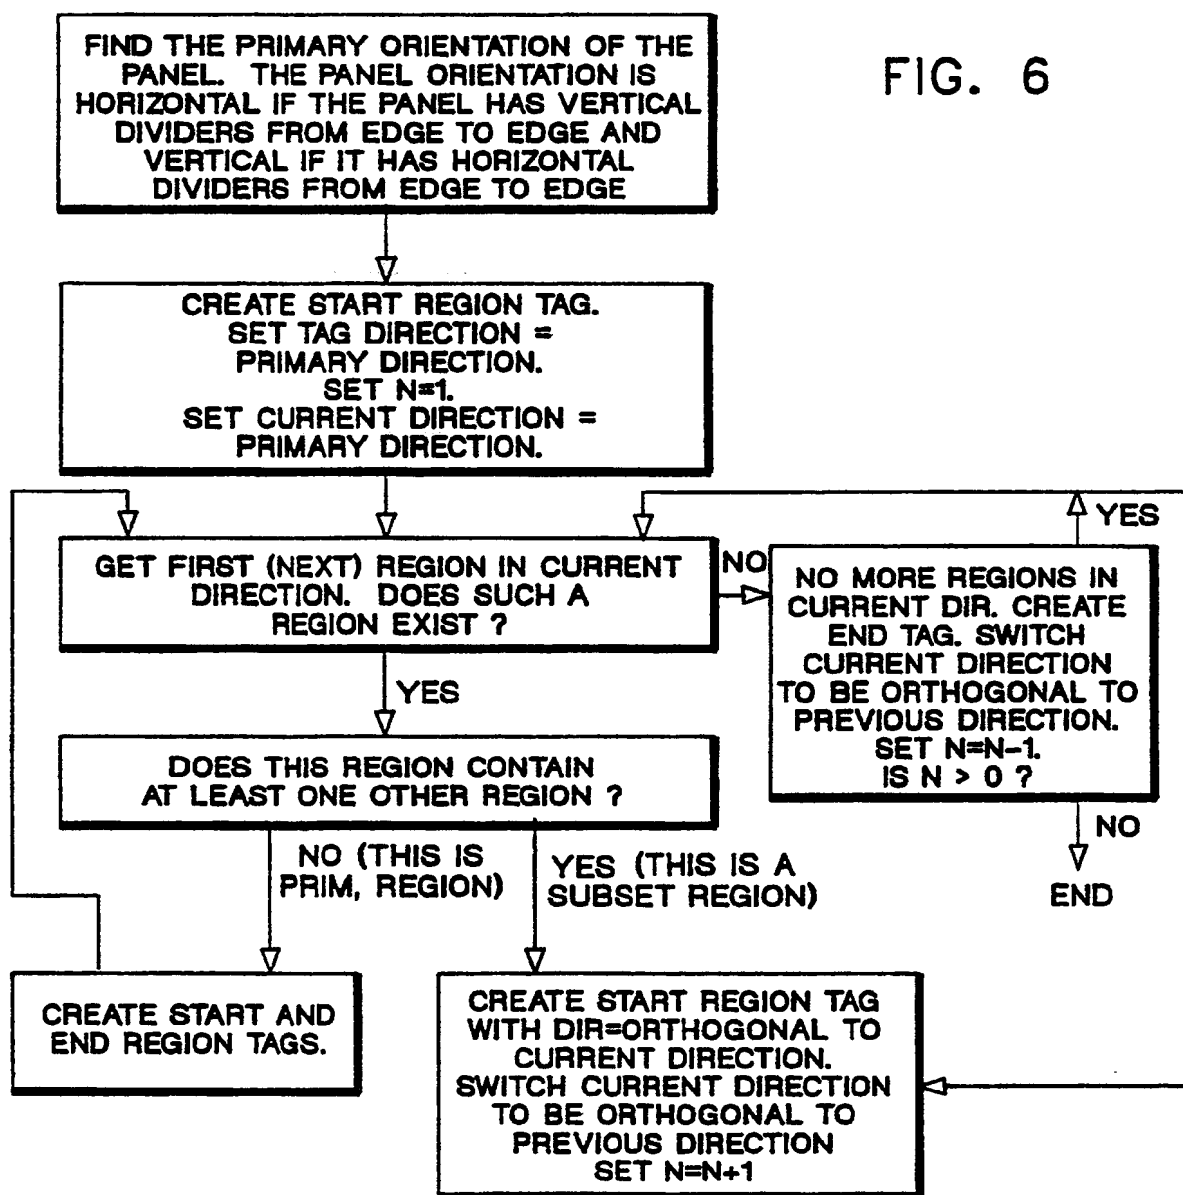 FIG. 6
FIND THE PRIMARY ORIENTATION OF THE
PANEL. THE PANEL ORIENTATION IS
HORIZONTAL IF THE PANEL HAS VERTICAL
DIVIDERS FROM EDGE TO EDGE AND
VERTICAL IF IT HAS HORIZONTAL
DIVIDERS FROM EDGE TO EDGE
CREATE START REGION TAG.
SET TAG DIRECTION =
PRIMARY DIRECTION.
SET N=1.
SET CURRENT DIRECTION =
PRIMARY DIRECTION.
GET FIRST (NEXT) REGION IN CURRENT
DIRECTION. DOES SUCH A
REGION EXIST ?
NO
YES
NO MORE REGIONS IN
CURRENT DIR. CREATE
END TAG. SWITCH
CURRENT DIRECTION
TO BE ORTHOGONAL TO
PREVIOUS DIRECTION.
SET N=N-1.
IS N > 0 ?
YES
NO
END
DOES THIS REGION CONTAIN
AT LEAST ONE OTHER REGION ?
NO (THIS IS
PRIM, REGION)
YES (THIS IS A
SUBSET REGION)
CREATE START AND
END REGION TAGS.
CREATE START REGION TAG
WITH DIR=ORTHOGONAL TO
CURRENT DIRECTION.
SWITCH CURRENT DIRECTION
TO BE ORTHOGONAL TO
PREVIOUS DIRECTION
SET N=N+1